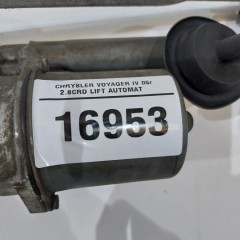 CHRYSLER VOYAGER IV 05r
2.8CRD LIFT AUTOMAT
16953